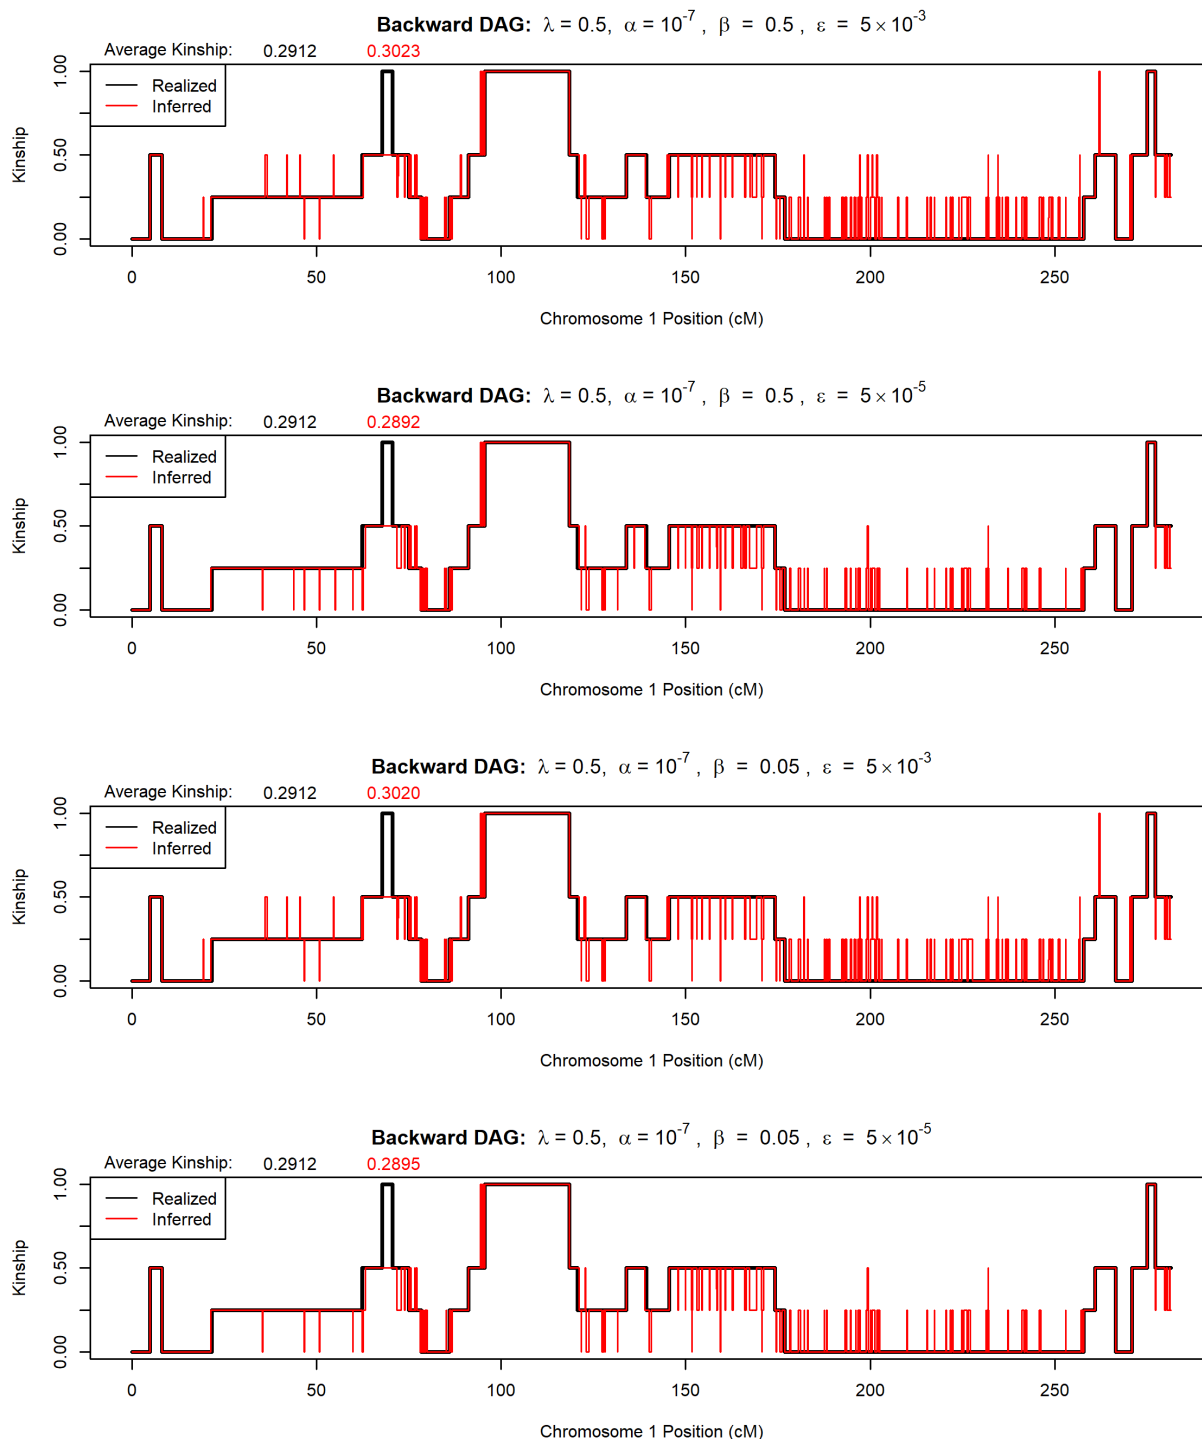 Backward DAG: λ = 0.5, α = 10^-7 , β = 0.5 , ε = 5 × 10^-3
Average Kinship: 0.2912 0.3023
Realized
Inferred
Kinship
0.00 0.50 1.00
0 50 100 150 200 250
Chromosome 1 Position (cM)
Backward DAG: λ = 0.5, α = 10^-7 , β = 0.5 , ε = 5 × 10^-5
Average Kinship: 0.2912 0.2892
Realized
Inferred
Kinship
0.00 0.50 1.00
0 50 100 150 200 250
Chromosome 1 Position (cM)
Backward DAG: λ = 0.5, α = 10^-7 , β = 0.05 , ε = 5 × 10^-3
Average Kinship: 0.2912 0.3020
Realized
Inferred
Kinship
0.00 0.50 1.00
0 50 100 150 200 250
Chromosome 1 Position (cM)
Backward DAG: λ = 0.5, α = 10^-7 , β = 0.05 , ε = 5 × 10^-5
Average Kinship: 0.2912 0.2895
Realized
Inferred
Kinship
0.00 0.50 1.00
0 50 100 150 200 250
Chromosome 1 Position (cM)